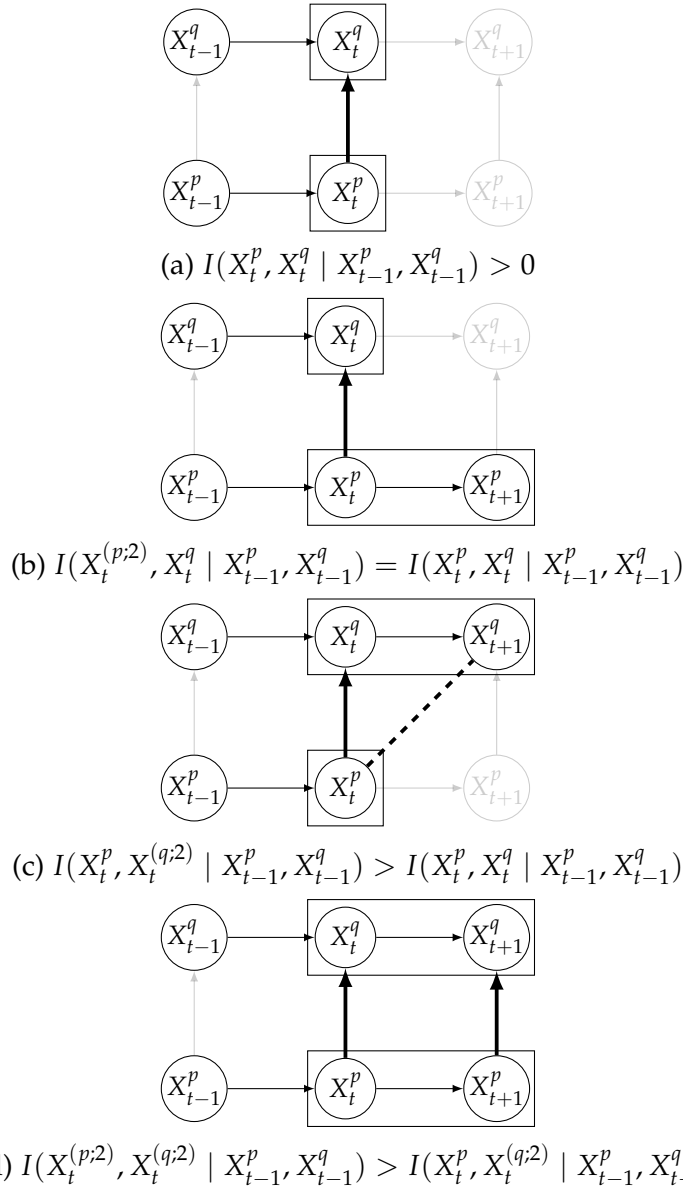 X^q_{t−1} X^q_t X^q_{t+1}
X^p_{t−1} X^p_t X^p_{t+1}
(a) I(X^p_t, X^q_t | X^p_{t−1}, X^q_{t−1}) > 0
X^q_{t−1} X^q_t X^q_{t+1}
X^p_{t−1} X^p_t X^p_{t+1}
(b) I(X^{(p;2)}_t, X^q_t | X^p_{t−1}, X^q_{t−1}) = I(X^p_t, X^q_t | X^p_{t−1}, X^q_{t−1})
X^q_{t−1} X^q_t X^q_{t+1}
X^p_{t−1} X^p_t X^p_{t+1}
(c) I(X^p_t, X^{(q;2)}_t | X^p_{t−1}, X^q_{t−1}) > I(X^p_t, X^q_t | X^p_{t−1}, X^q_{t−1})
X^q_{t−1} X^q_t X^q_{t+1}
X^p_{t−1} X^p_t X^p_{t+1}
) I(X^{(p;2)}_t, X^{(q;2)}_t | X^p_{t−1}, X^q_{t−1}) > I(X^p_t, X^{(q;2)}_t | X^p_{t−1}, X^q_{t−